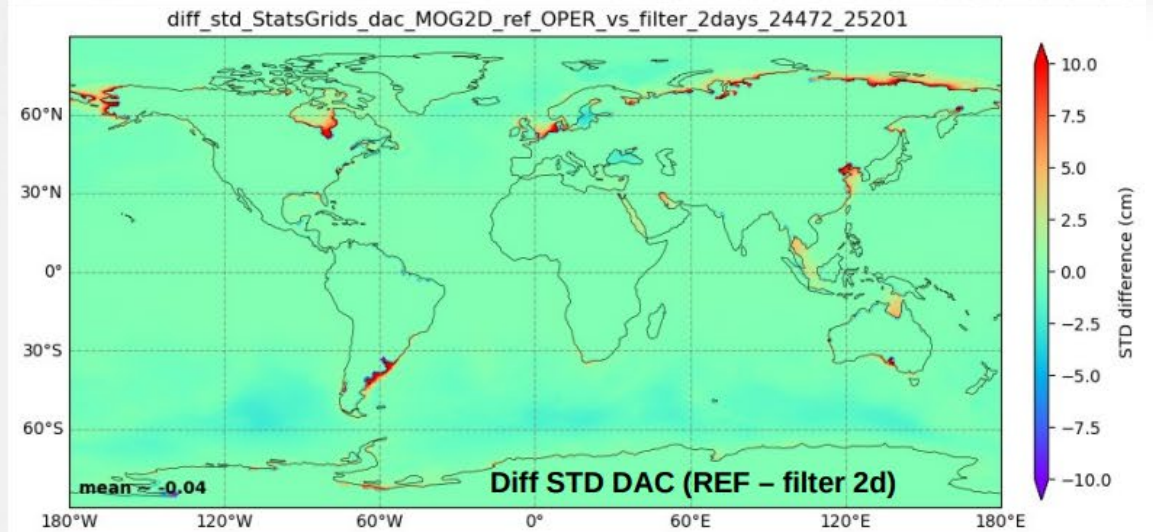 diff_std_StatsGrids_dac_MOG2D_ref_OPER_vs_filter_2days_24472_25201
60°N
30°N
0°
30°S
60°S
mean ~ -0.04
Diff STD DAC (REF – filter 2d)
180°W
120°W
60°W
0°
60°E
120°E
180°E
10.0
7.5
5.0
2.5
0.0
−2.5
−5.0
−7.5
−10.0
STD difference (cm)